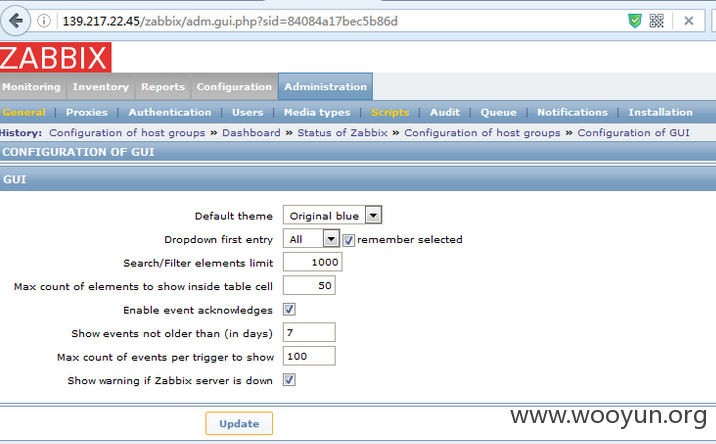 139.217.22.45/zabbix/adm.gui.php?sid=84084a17bec5b86d
ZABBIX
Monitoring Inventory Reports Configuration Administration
General | Proxies | Authentication | Users | Media types | Scripts | Audit | Queue | Notifications | Installation
History: Configuration of host groups » Dashboard » Status of Zabbix » Configuration of host groups » Configuration of GUI
CONFIGURATION OF GUI
GUI
Default theme Original blue
Dropdown first entry All remember selected
Search/Filter elements limit 1000
Max count of elements to show inside table cell 50
Enable event acknowledges
Show events not older than (in days) 7
Max count of events per trigger to show 100
Show warning if Zabbix server is down
Update
www.wooyun.org